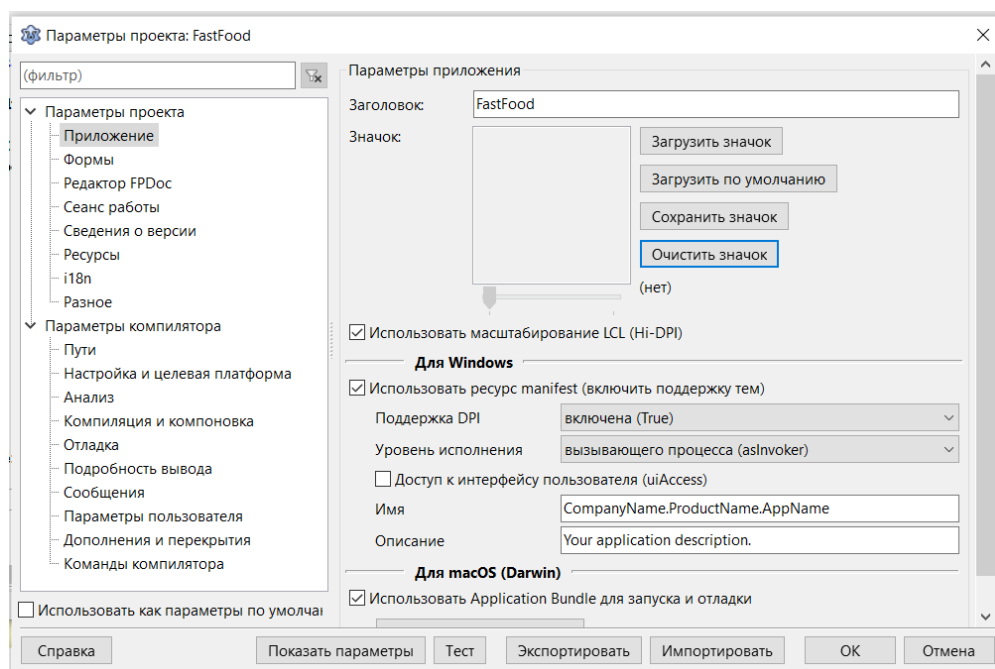 Параметры проекта: FastFood
(фильтр)
Параметры проекта
Приложение
Формы
Редактор FPDoc
Сеанс работы
Сведения о версии
Ресурсы
i18n
Разное
Параметры компилятора
Пути
Настройка и целевая платформа
Анализ
Компиляция и компоновка
Отладка
Подробность вывода
Сообщения
Параметры пользователя
Дополнения и перекрытия
Команды компилятора
Использовать как параметры по умолчан
Параметры приложения
Заголовок: FastFood
Значок:
Загрузить значок
Загрузить по умолчанию
Сохранить значок
Очистить значок
(нет)
Использовать масштабирование LCL (Hi-DPI)
Для Windows
Использовать ресурс manifest (включить поддержку тем)
Поддержка DPI включена (True)
Уровень исполнения вызывающего процесса (asInvoker)
Доступ к интерфейсу пользователя (uiAccess)
Имя CompanyName.ProductName.AppName
Описание Your application description.
Для macOS (Darwin)
Использовать Application Bundle для запуска и отладки
Справка Показать параметры Тест Экспортировать Импортировать OK Отмена